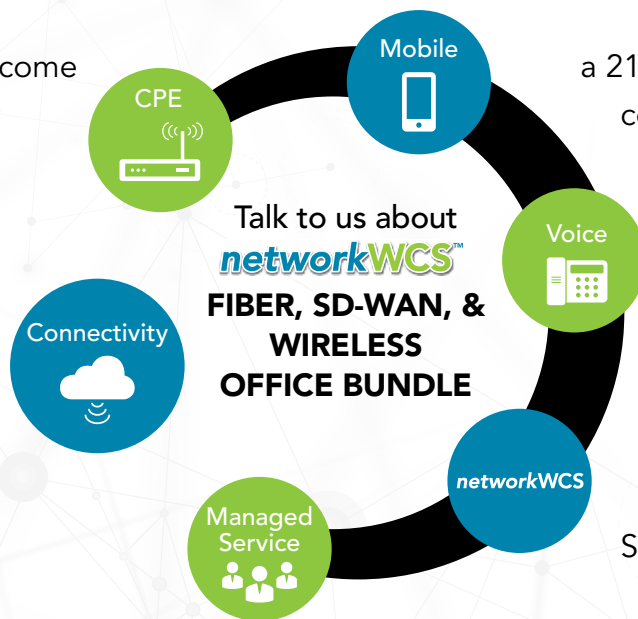 come
Mobile
a 21
CPE
Talk to us about
networkWCS™
FIBER, SD-WAN, &
WIRELESS
OFFICE BUNDLE
Voice
Connectivity
networkWCS
Managed
Service
S